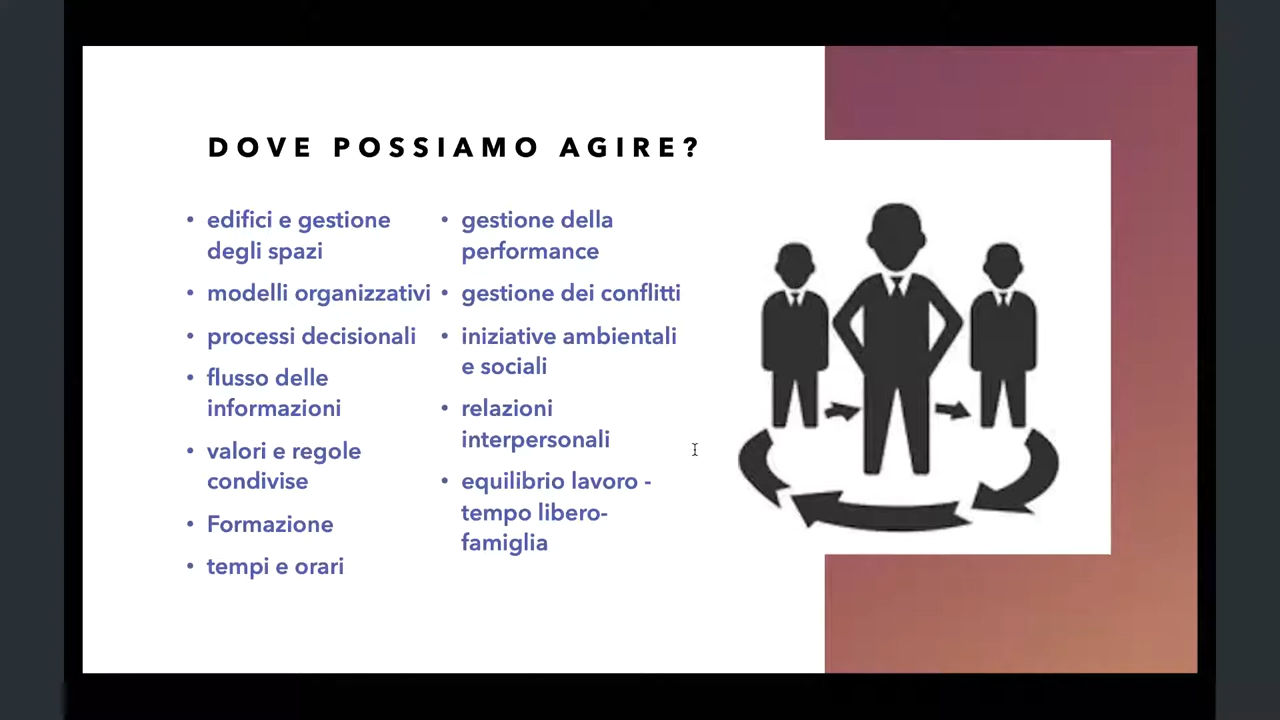 DOVE POSSIAMO AGIRE?
• edifici e gestione
degli spazi
• modelli organizzativi
• processi decisionali
• flusso delle
informazioni
• valori e regole
condivise
• Formazione
• tempi e orari
• gestione della
performance
• gestione dei conflitti
• iniziative ambientali
e sociali
• relazioni
interpersonali
• equilibrio lavoro -
tempo libero-
famiglia